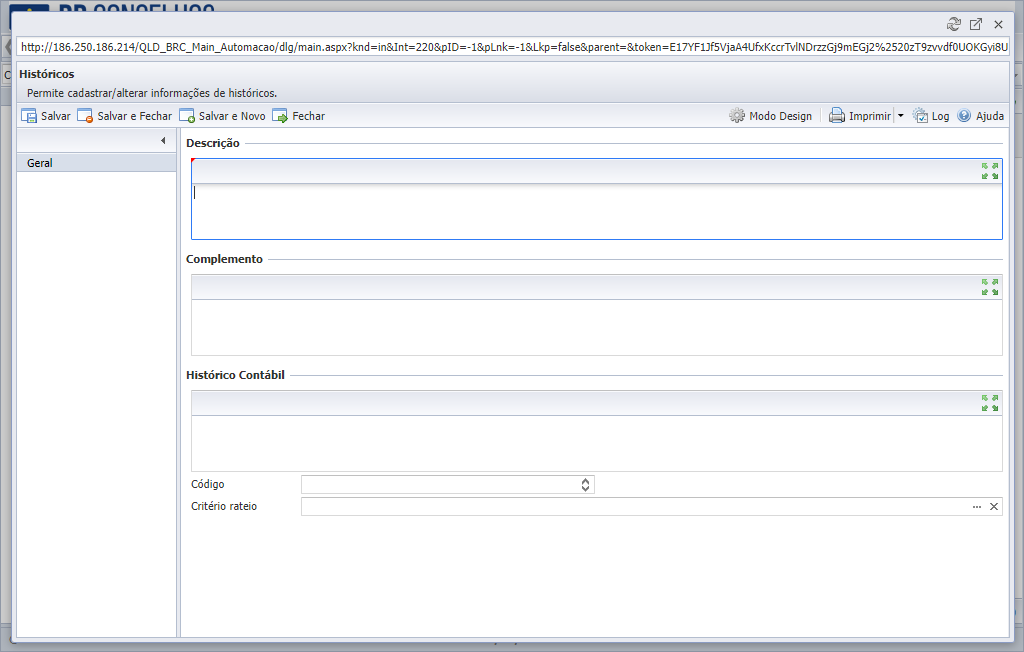 BR CONSELHOS
http://186.250.186.214/QLD_BRC_Main_Automacao/dlg/main.aspx?knd=in&Int=220&pID=-1&pLnk=-1&Lkp=false&parent=&token=E17YF1Jf5VjaA4UfxKccrTvlNDrzzGj9mEGj2%2520zT9zvvdf0UOKGyi8U
Históricos
Permite cadastrar/alterar informações de históricos.
Salvar Salvar e Fechar Salvar e Novo Fechar Modo Design Imprimir Log Ajuda
Geral
Descrição
Complemento
Histórico Contábil
Código
Critério rateio